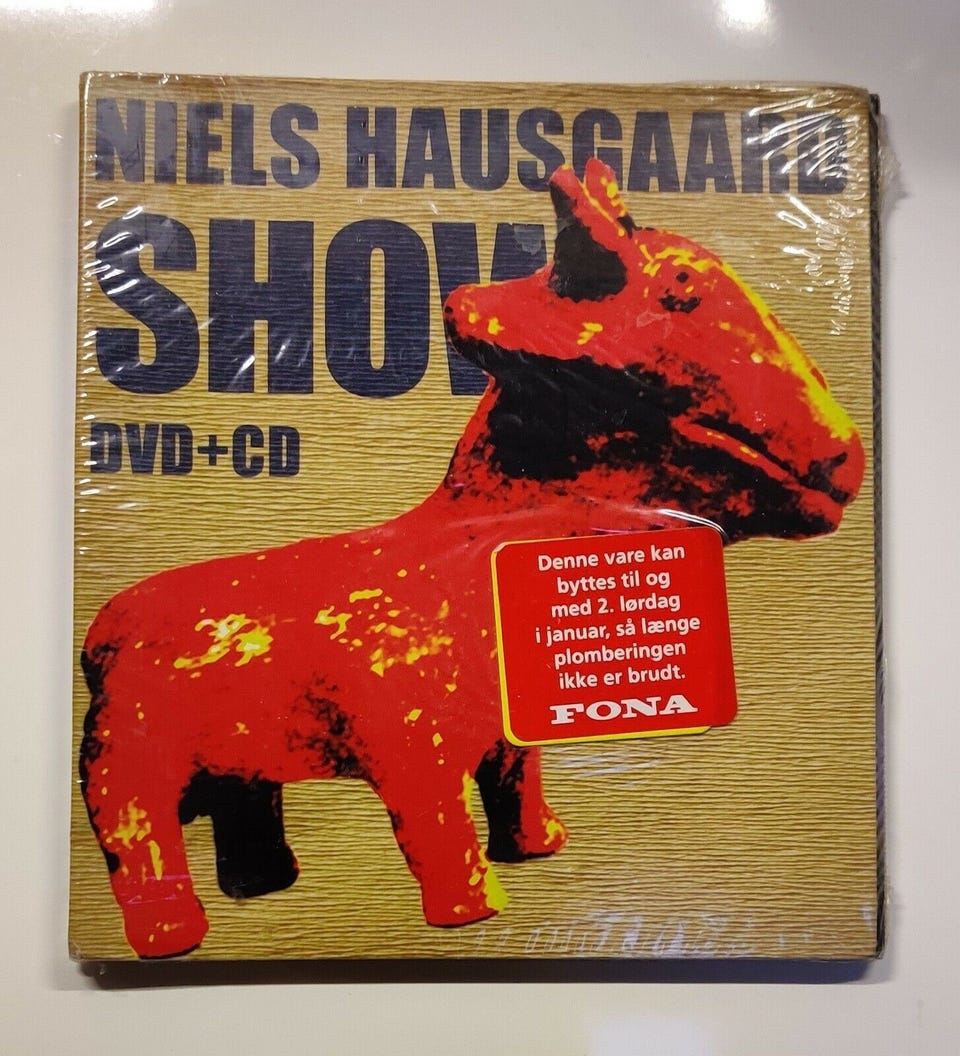 NIELS HAUSGAARD
SHOW
DVD+CD
Denne vare kan
byttes til og
med 2. lørdag
i januar, så længe
plomberingen
ikke er brudt.
FONA